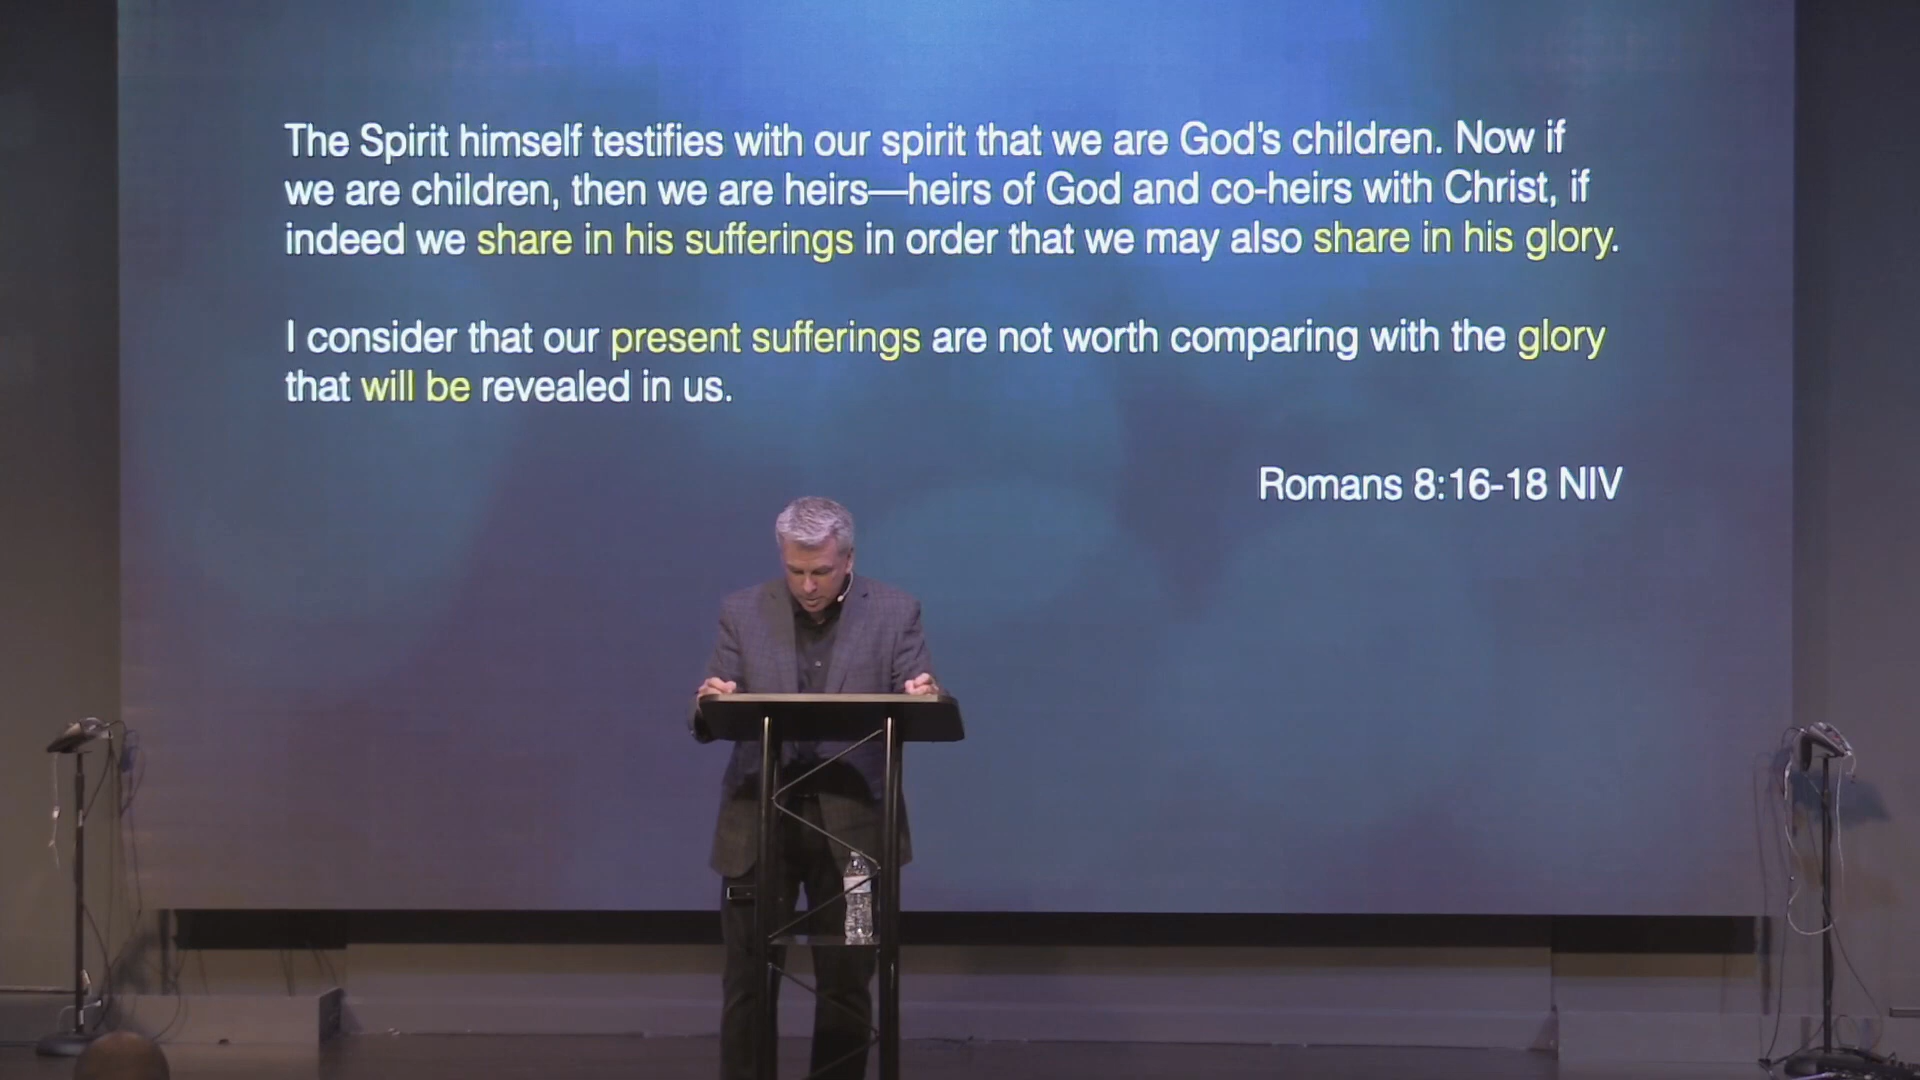 The Spirit himself testifies with our spirit that we are God's children. Now if
we are children, then we are heirs—heirs of God and co-heirs with Christ, if
indeed we share in his sufferings in order that we may also share in his glory.
I consider that our present sufferings are not worth comparing with the glory
that will be revealed in us.
Romans 8:16-18 NIV